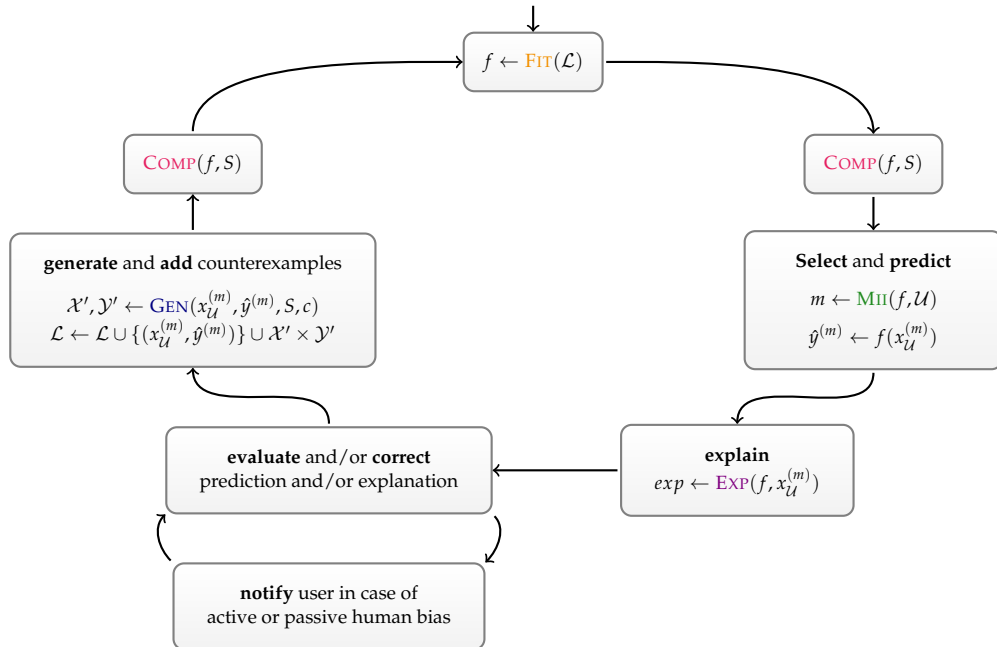 f ← FIT(ℒ)
COMP(f, S)
COMP(f, S)
generate and add counterexamples
𝒳′, 𝒴′ ← GEN(x_𝒰^(m), ŷ^(m), S, c)
ℒ ← ℒ ∪ {(x_𝒰^(m), ŷ^(m))} ∪ 𝒳′ × 𝒴′
Select and predict
m ← MII(f, 𝒰)
ŷ^(m) ← f(x_𝒰^(m))
evaluate and/or correct
prediction and/or explanation
explain
exp ← EXP(f, x_𝒰^(m))
notify user in case of
active or passive human bias